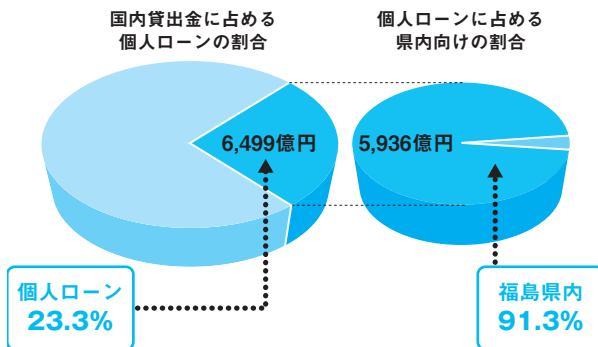 国内貸出金に占める
個人ローンの割合
個人ローンに占める
県内向けの割合
6,499億円
5,936億円
個人ローン
23.3%
福島県内
91.3%